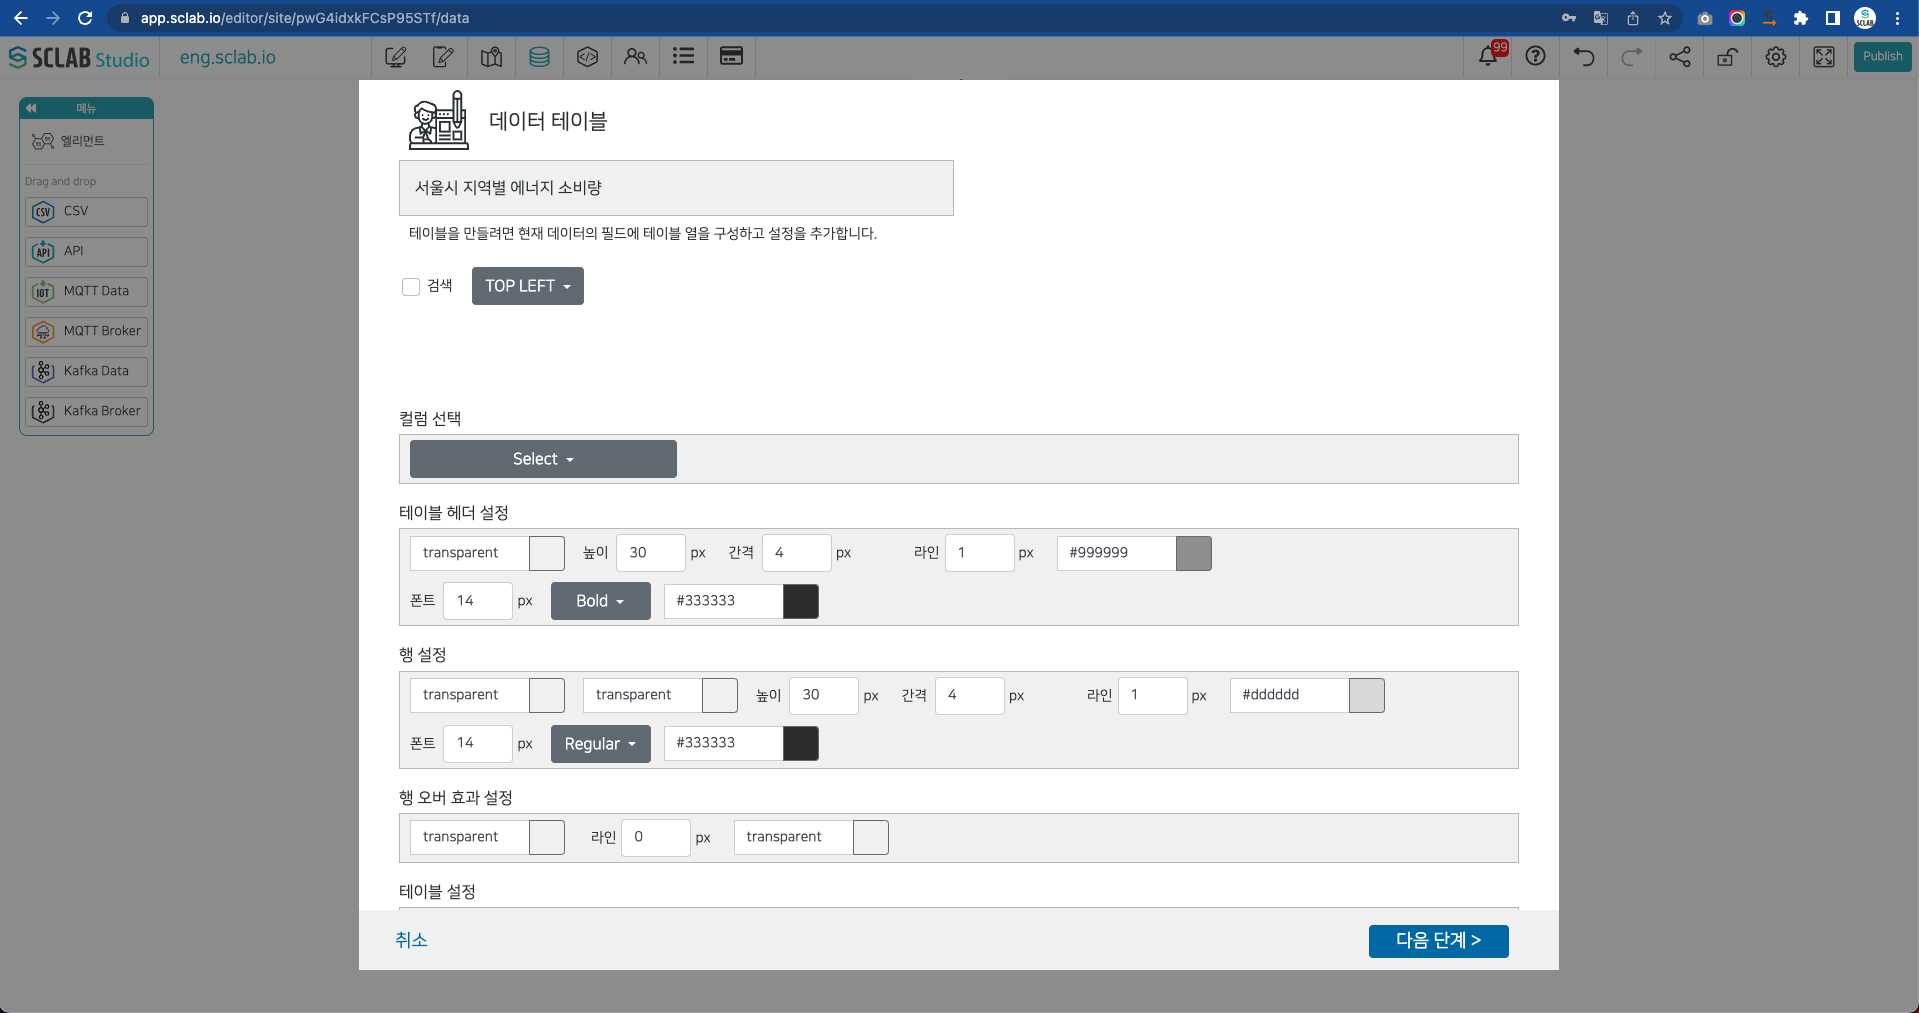 app.sclab.io/editor/site/pwG4idxkFCsP95STf/data
SCLAB Studio
eng.sclab.io
99
Publish
메뉴
엘리먼트
Drag and drop
CSV CSV
API API
IOT MQTT Data
MQTT Broker
Kafka Data
Kafka Broker
데이터 테이블
서울시 지역별 에너지 소비량
테이블을 만들려면 현재 데이터의 필드에 테이블 열을 구성하고 설정을 추가합니다.
검색 TOP LEFT
컬럼 선택
Select
테이블 헤더 설정
transparent 높이 30 px 간격 4 px 라인 1 px #999999
폰트 14 px Bold #333333
행 설정
transparent transparent 높이 30 px 간격 4 px 라인 1 px #dddddd
폰트 14 px Regular #333333
행 오버 효과 설정
transparent 라인 0 px transparent
테이블 설정
취소 다음 단계 >